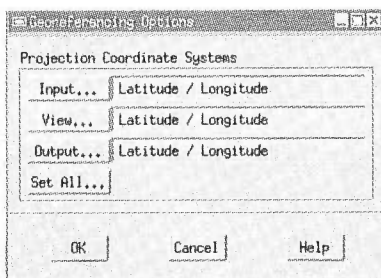 Georeferencing Options
Projection Coordinate Systems
Input... Latitude / Longitude
View... Latitude / Longitude
Output... Latitude / Longitude
Set All...
OK Cancel Help